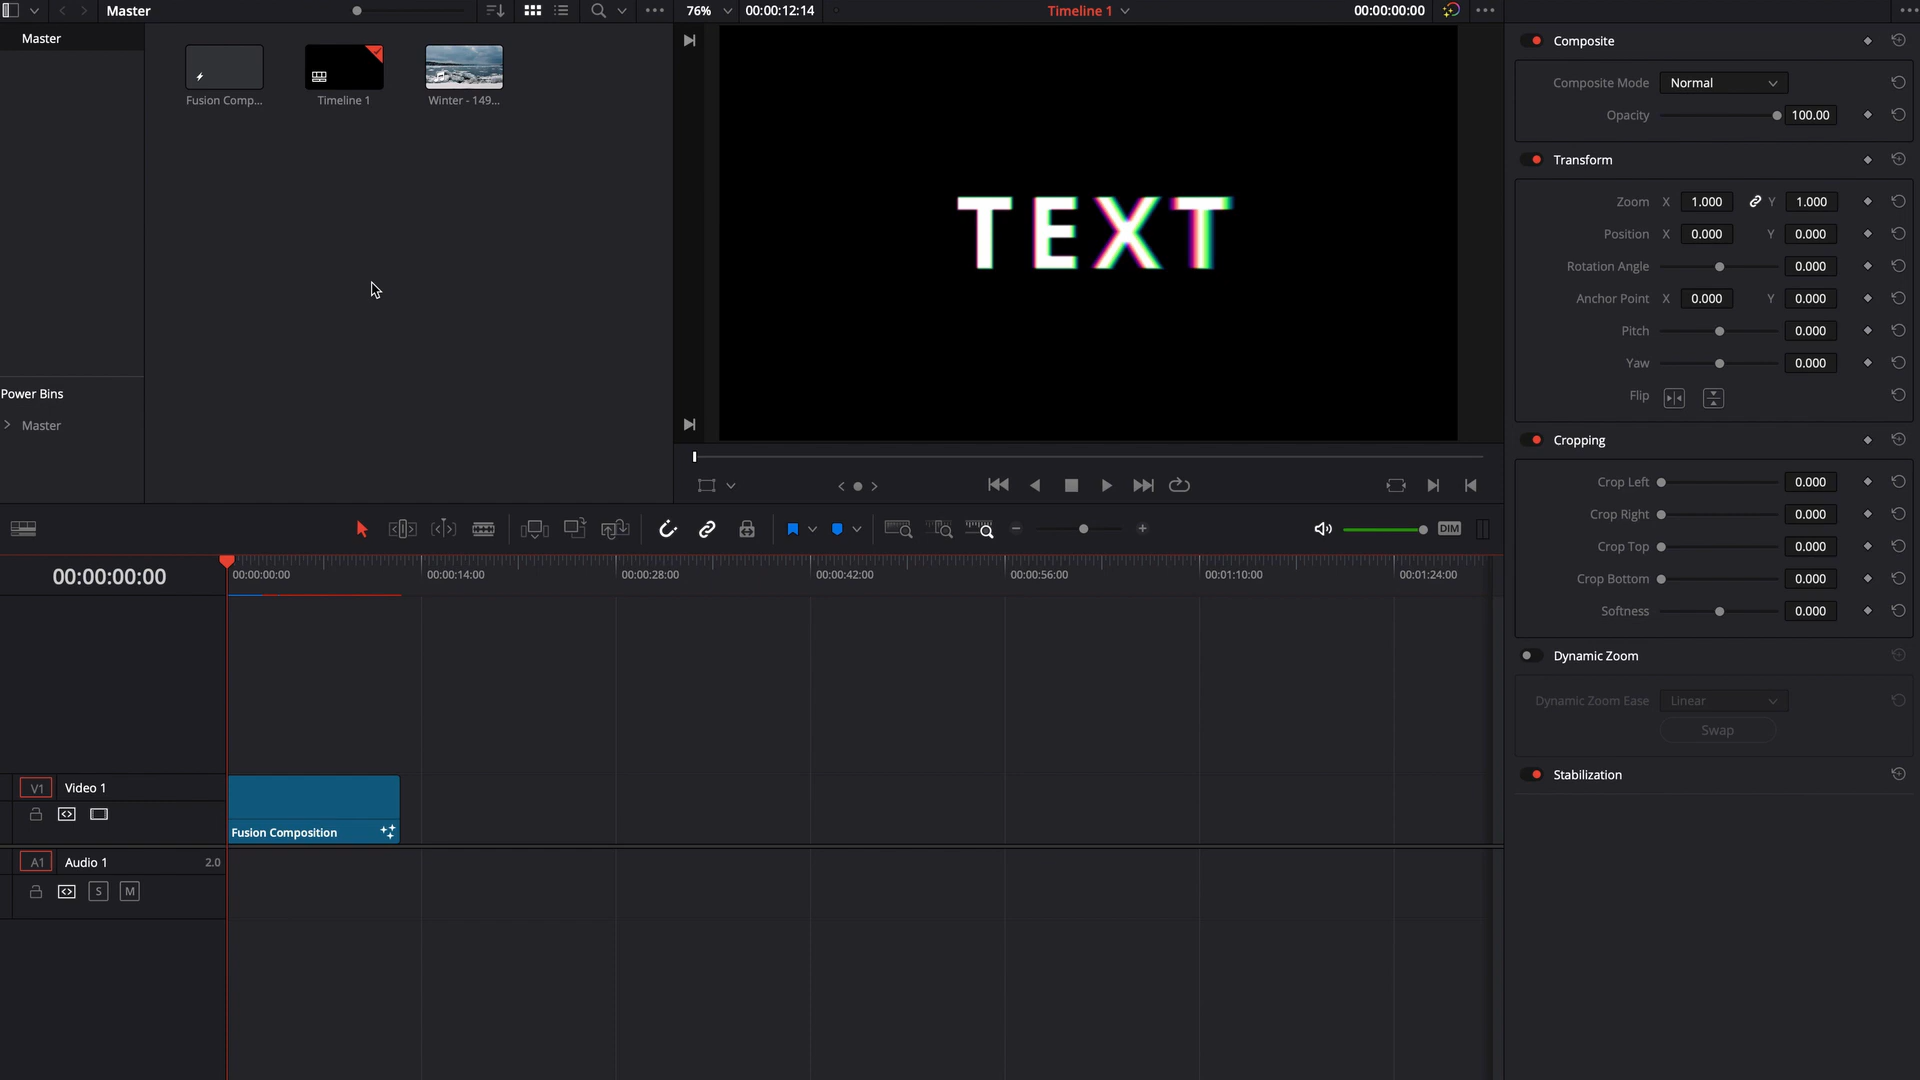 Master
76%
00:00:12:14
Timeline 1
00:00:00:00
Master
Fusion Comp...
Timeline 1
Winter - 149...
Power Bins
Master
TEXT
Composite
Composite Mode Normal
Opacity 100.00
Transform
Zoom X 1.000 Y 1.000
Position X 0.000 Y 0.000
Rotation Angle 0.000
Anchor Point X 0.000 Y 0.000
Pitch 0.000
Yaw 0.000
Flip
Cropping
Crop Left 0.000
Crop Right 0.000
Crop Top 0.000
Crop Bottom 0.000
Softness 0.000
Dynamic Zoom
Dynamic Zoom Ease Linear
Swap
Stabilization
DIM
00:00:00:00
00:00:00:00 00:00:14:00 00:00:28:00 00:00:42:00 00:00:56:00 00:01:10:00 00:01:24:00
V1 Video 1
Fusion Composition
A1 Audio 1 2.0
S M